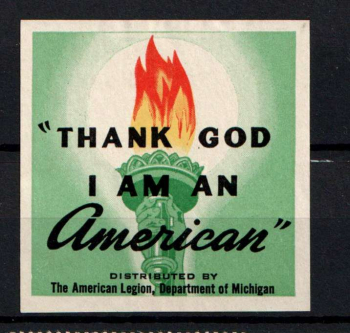 "THANK GOD
I AM AN
American"
DISTRIBUTED BY
The American Legion, Department of Michigan